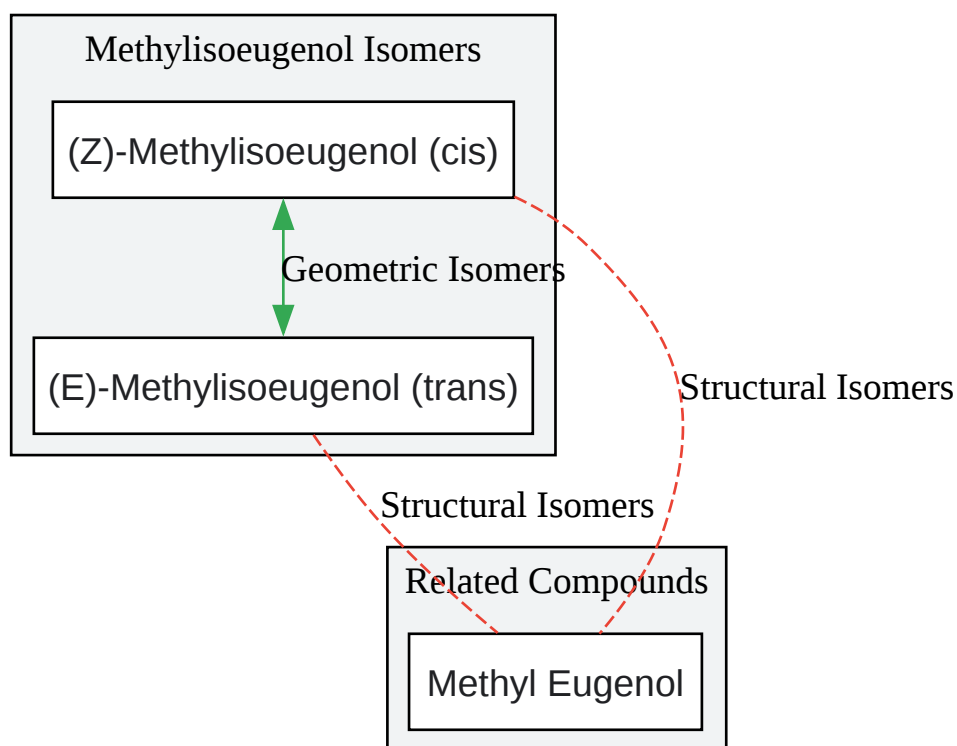 Methylisoeugenol Isomers
(Z)-Methylisoeugenol (cis)
Geometric Isomers
(E)-Methylisoeugenol (trans)
Structural Isomers
Structural Isomers
Related Compounds
Methyl Eugenol